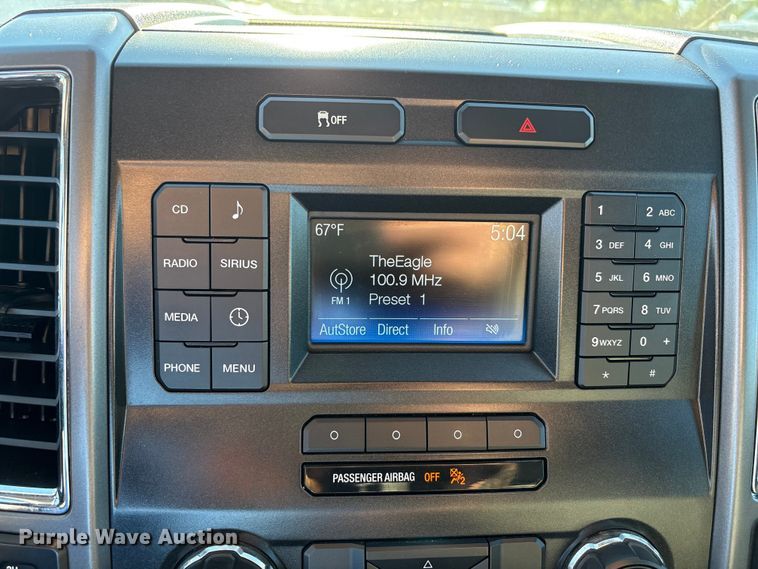 OFF
CD
RADIO SIRIUS
MEDIA
PHONE MENU
67°F 5:04
TheEagle
100.9 MHz
FM 1 Preset 1
AutStore Direct Info
1 2 ABC
3 DEF 4 GHI
5 JKL 6 MNO
7 PQRS 8 TUV
9 WXYZ 0 +
* #
PASSENGER AIRBAG OFF 2
Purple Wave Auction®